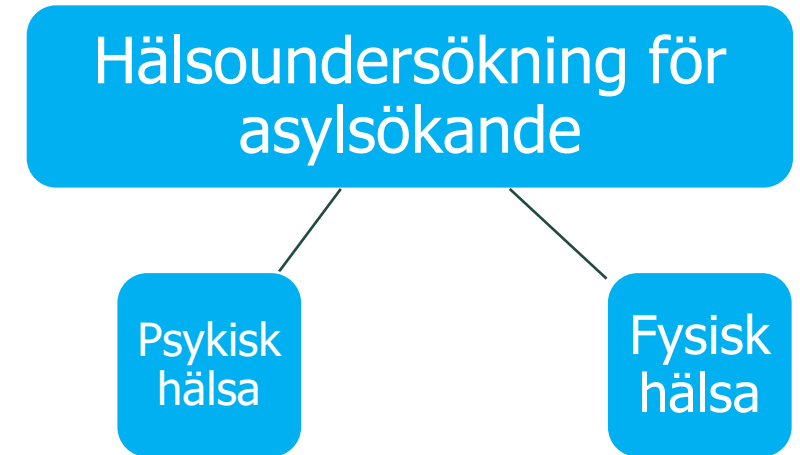 Hälsoundersökning för
asylsökande
Psykisk
hälsa
Fysisk
hälsa